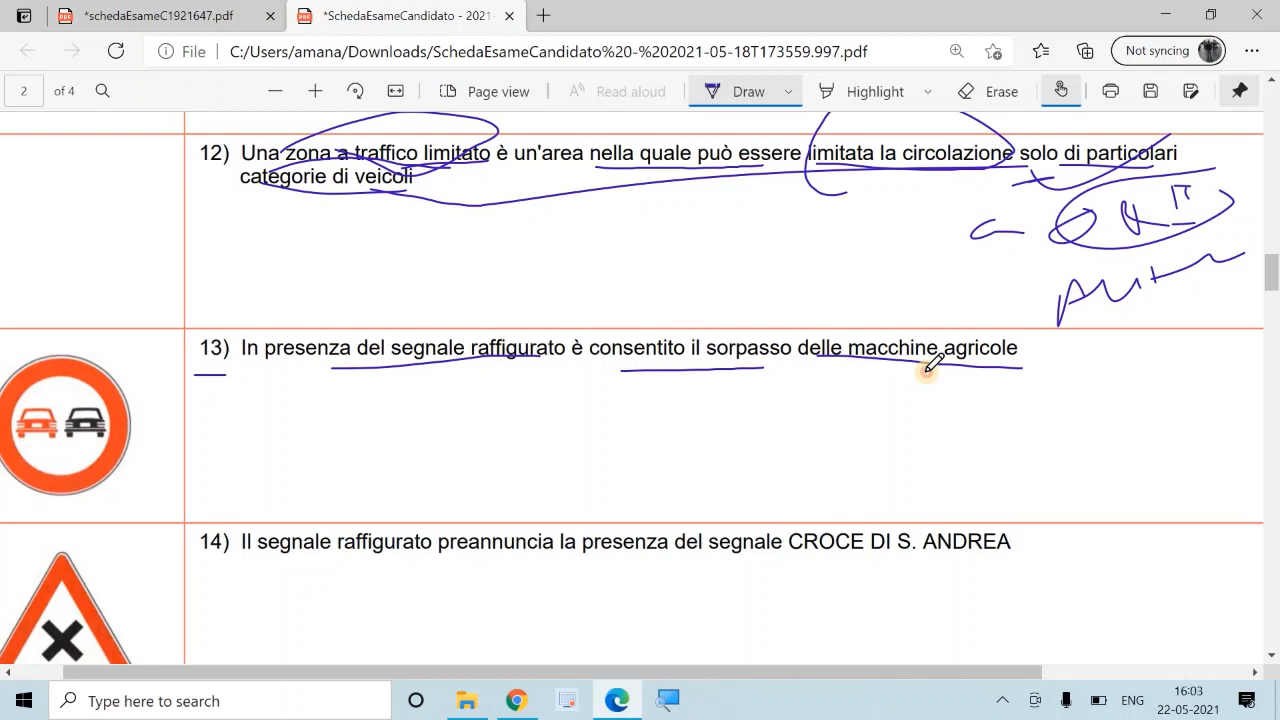 *schedaEsameC1921647.pdf
*SchedaEsameCandidato - 2021-
File
C:/Users/amana/Downloads/SchedaEsameCandidato%20-%202021-05-18T173559.997.pdf
Not syncing
2 of 4
Page view
Read aloud
Draw
Highlight
Erase
12) Una zona a traffico limitato è un'area nella quale può essere limitata la circolazione solo di particolari
categorie di veicoli
13) In presenza del segnale raffigurato è consentito il sorpasso delle macchine agricole
14) Il segnale raffigurato preannuncia la presenza del segnale CROCE DI S. ANDREA
Type here to search
ENG
16:03
22-05-2021